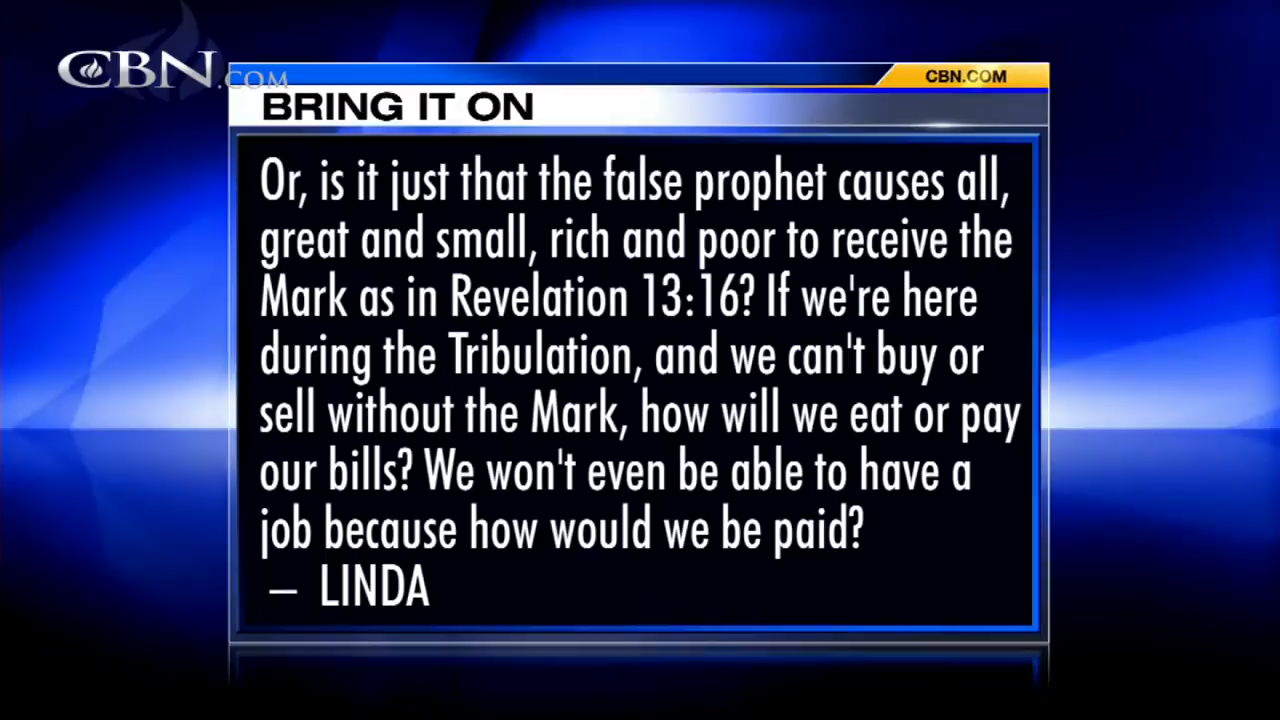 CBN.COM
CBN.COM
BRING IT ON
Or, is it just that the false prophet causes all,
great and small, rich and poor to receive the
Mark as in Revelation 13:16? If we're here
during the Tribulation, and we can't buy or
sell without the Mark, how will we eat or pay
our bills? We won't even be able to have a
job because how would we be paid?
– LINDA